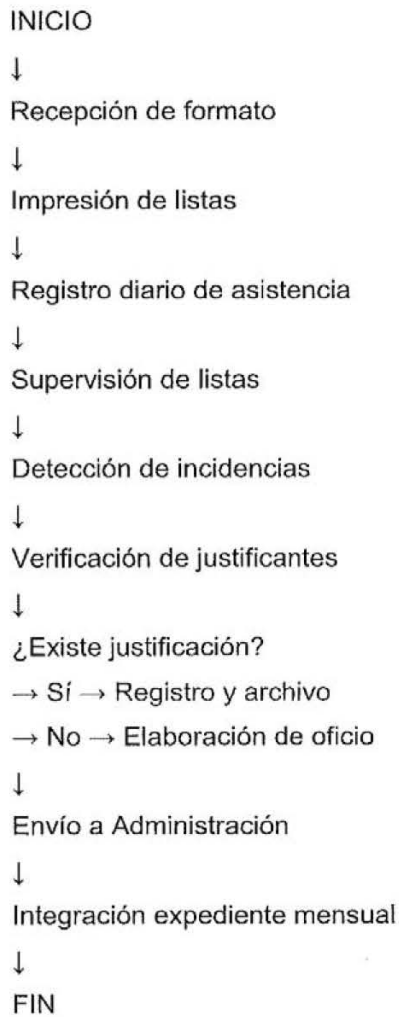 INICIO
↓
Recepción de formato
↓
Impresión de listas
↓
Registro diario de asistencia
↓
Supervisión de listas
↓
Detección de incidencias
↓
Verificación de justificantes
↓
¿Existe justificación?
→ Sí → Registro y archivo
→ No → Elaboración de oficio
↓
Envío a Administración
↓
Integración expediente mensual
↓
FIN